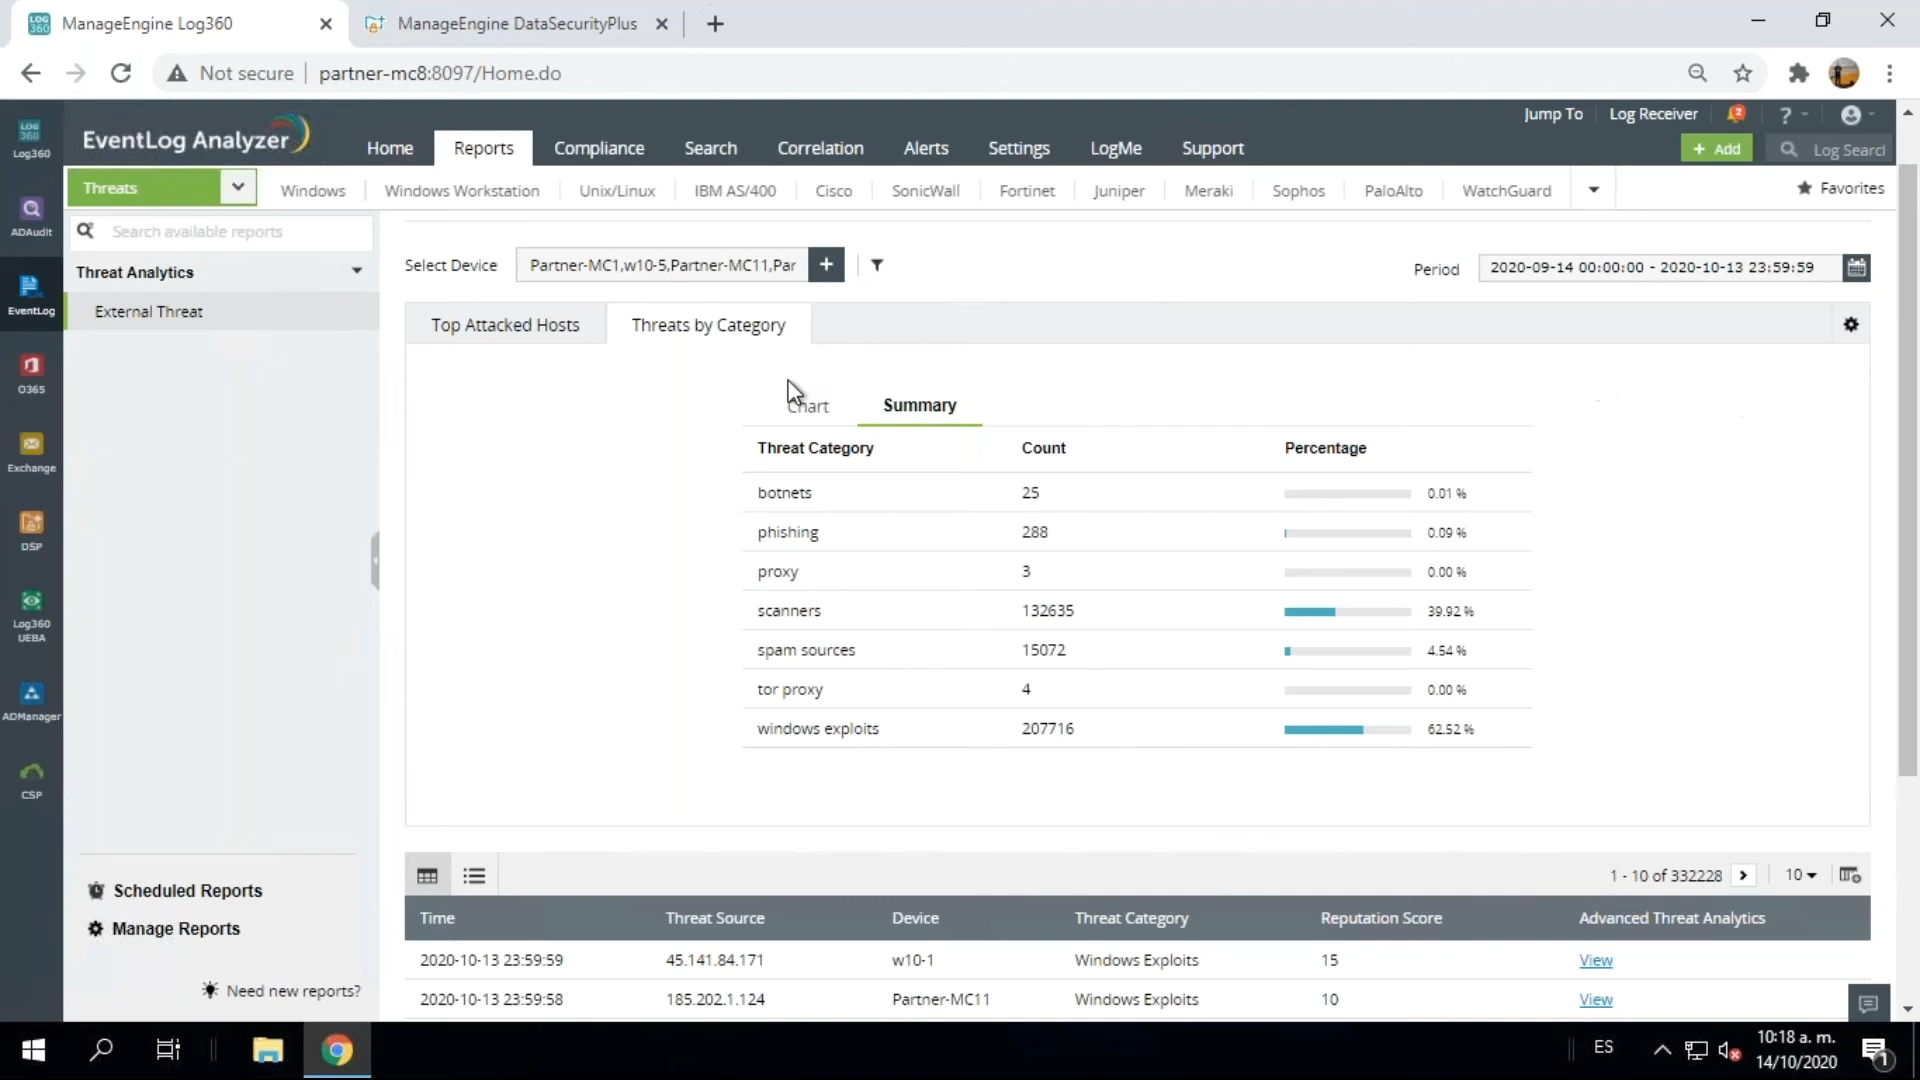 ManageEngine Log360
ManageEngine DataSecurityPlus
Not secure
partner-mc8:8097/Home.do
LOG 360
Log360
ADAudit
EventLog
O365
Exchange
DSP
Log360 UEBA
ADManager
CSP
EventLog Analyzer
Jump To
Log Receiver
2
?
Home
Reports
Compliance
Search
Correlation
Alerts
Settings
LogMe
Support
+ Add
Log Searcl
Threats
Windows
Windows Workstation
Unix/Linux
IBM AS/400
Cisco
SonicWall
Fortinet
Juniper
Meraki
Sophos
PaloAlto
WatchGuard
Favorites
Search available reports
Threat Analytics
External Threat
Scheduled Reports
Manage Reports
Need new reports?
Select Device
Partner-MC1,w10-5,Partner-MC11,Par
+
Period
2020-09-14 00:00:00 - 2020-10-13 23:59:59
Top Attacked Hosts
Threats by Category
Chart
Summary
Threat Category Count Percentage
botnets 25 0.01 %
phishing 288 0.09 %
proxy 3 0.00 %
scanners 132635 39.92 %
spam sources 15072 4.54 %
tor proxy 4 0.00 %
windows exploits 207716 62.52 %
1 - 10 of 332228
10
Time Threat Source Device Threat Category Reputation Score Advanced Threat Analytics
2020-10-13 23:59:59 45.141.84.171 w10-1 Windows Exploits 15 View
2020-10-13 23:59:58 185.202.1.124 Partner-MC11 Windows Exploits 10 View
ES
10:18 a. m.
14/10/2020
1